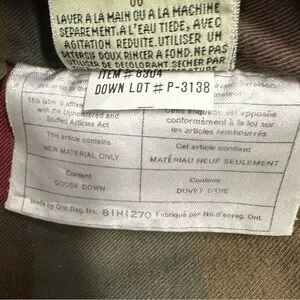 OU
LAVER À LA MAIN OU A LA MACHINE
SEPAREMENT, A L'EAU TIEDE, AVEC
AGITATION REDUITE. UTILISER UN
DETERSIF DOUX RINCER A FOND. NE PAS
UTILISER DE DECOLORANT. SECHER PAR
ITEM # 8304
DOWN LOT # P-3138
This label is affixed
with the Upholstered and
Stuffed Articles Act
Cette étiquette est apposée
conformément à la loi sur
les articles rembourrés
This article contains
NEW MATERIAL ONLY
Cet article contient
MATÉRIAU NEUF SEULEMENT
Content
GOOSE DOWN
Contenu
DUVET D'OIE
Made by Ont. Reg. No. 81H1270 Fabriqué par No. d'enreg. Ont.